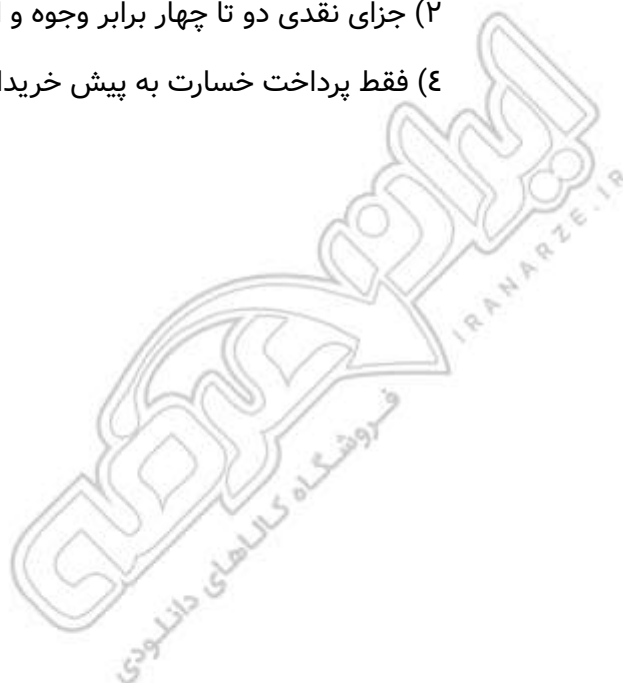 ۲) جزای نقدی دو تا چهار برابر وجوه و ا
٤) فقط پرداخت خسارت به پیش خریدا
ایران عرضه
IRANARZE.IR
فروشگاه کالاهای دانلودی